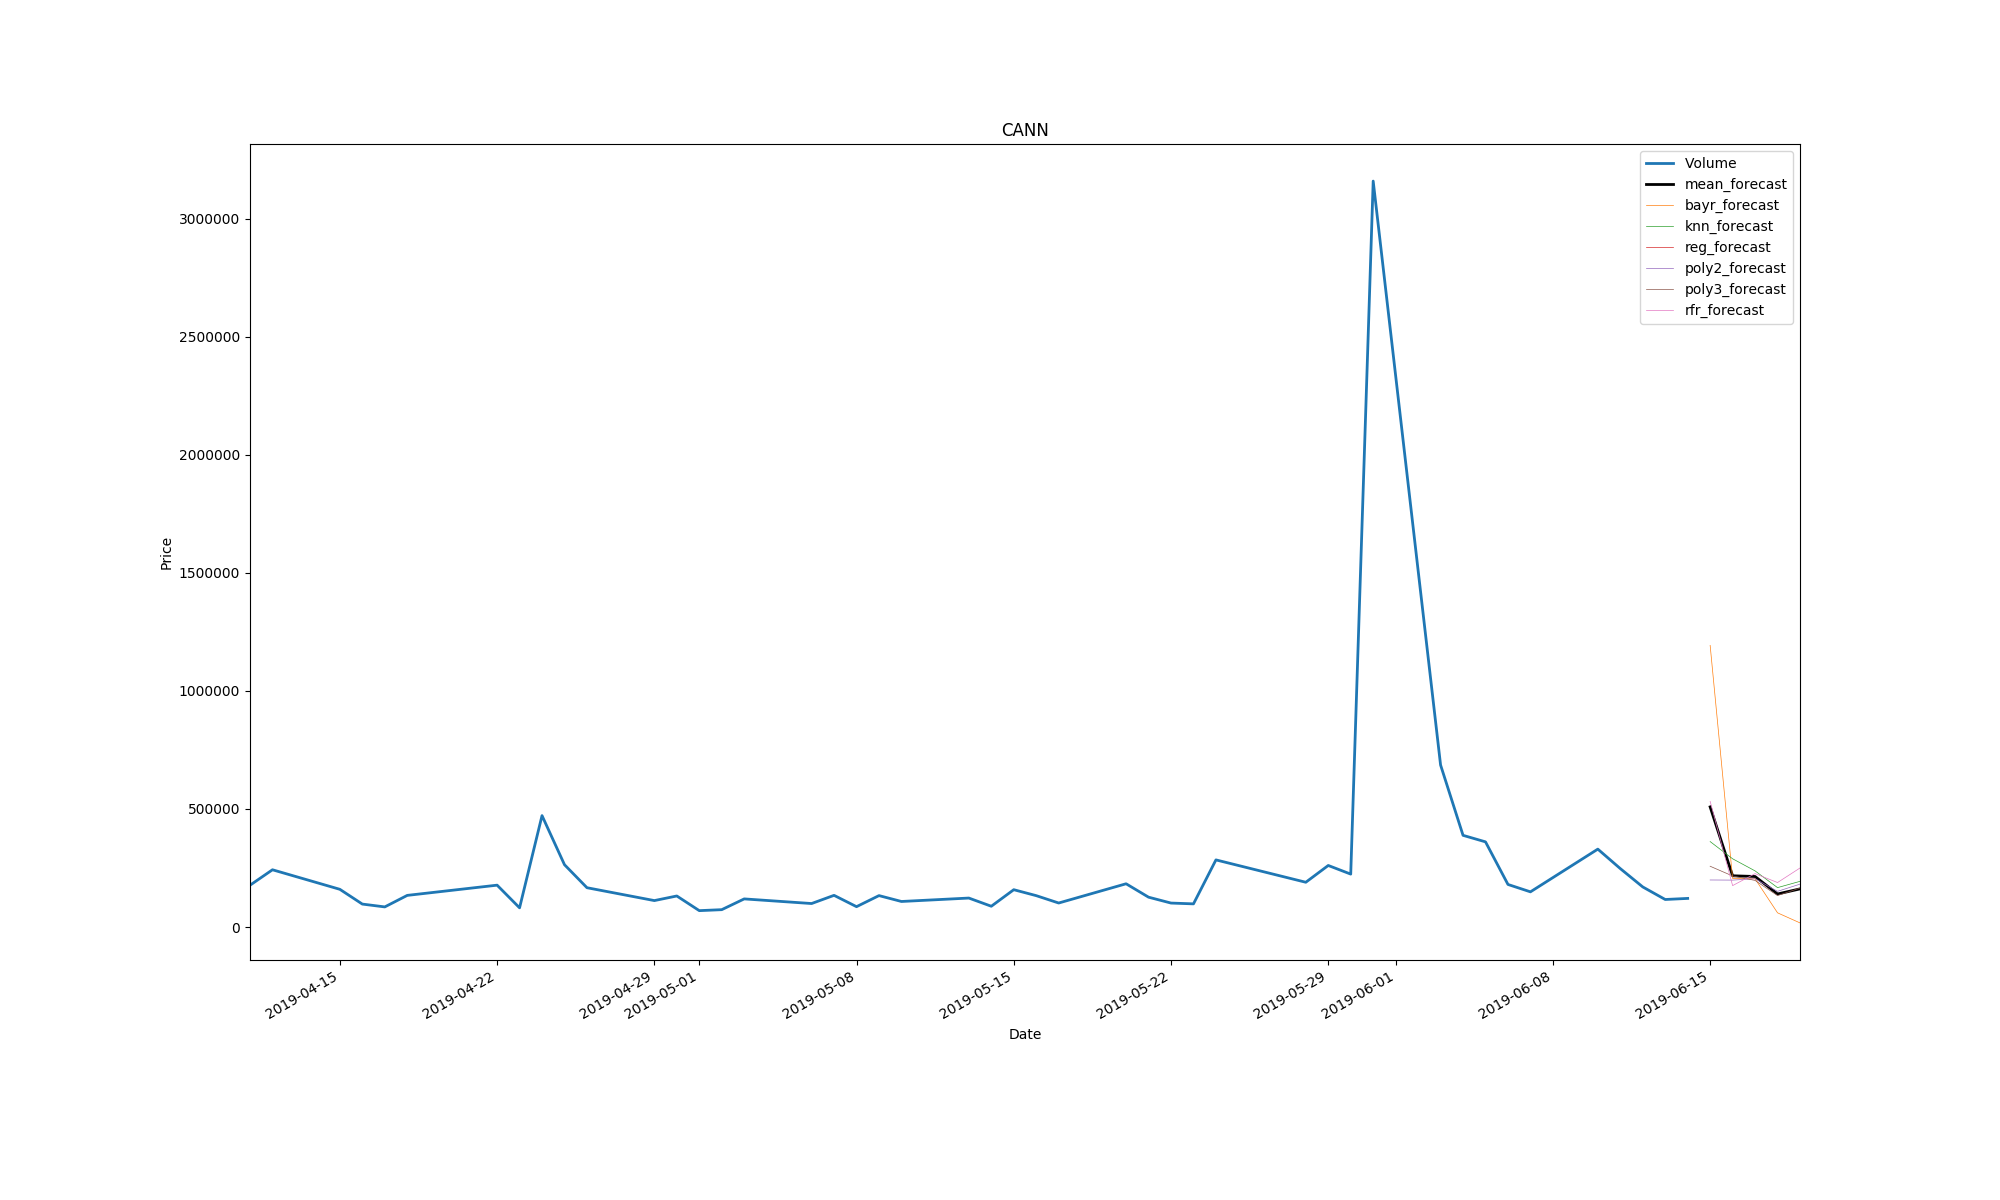 CANN
Volume
mean_forecast
bayr_forecast
knn_forecast
reg_forecast
poly2_forecast
poly3_forecast
rfr_forecast
3000000
2500000
2000000
1500000
1000000
500000
0
Price
2019-04-15
2019-04-22
2019-04-29
2019-05-01
2019-05-08
2019-05-15
2019-05-22
2019-05-29
2019-06-01
2019-06-08
2019-06-15
Date